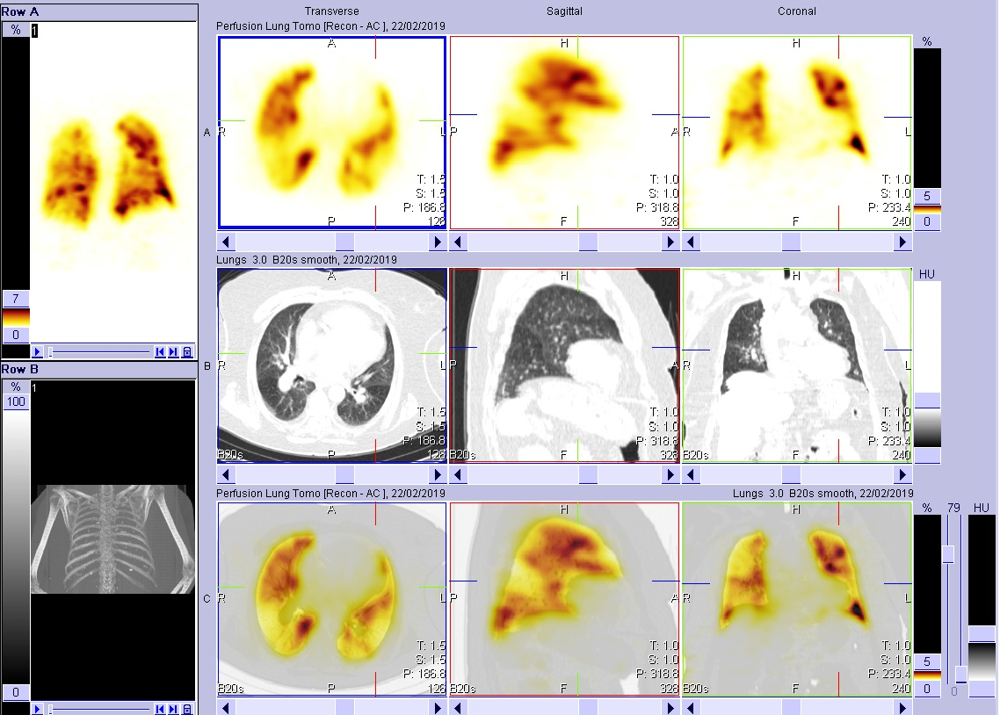 Row A
%
1
7
0
Row B
%
1
100
0
Transverse
Sagittal
Coronal
Perfusion Lung Tomo [Recon - AC ], 22/02/2019
A
A
R
L
T: 1.5
S: 1.5
P: 186.8
P
126
H
P
A
T: 1.0
S: 1.0
P: 318.8
F
328
H
R
L
T: 1.0
S: 1.0
P: 233.4
F
240
%
5
0
Lungs 3.0 B20s smooth, 22/02/2019
B
A
R
L
T: 1.5
S: 1.5
P: 186.8
B20s
P
126
H
P
A
T: 1.0
S: 1.0
P: 318.8
B20s
F
328
H
R
L
T: 1.0
S: 1.0
P: 233.4
B20s
F
240
HU
Perfusion Lung Tomo [Recon - AC ], 22/02/2019
Lungs 3.0 B20s smooth, 22/02/2019
C
A
R
L
T: 1.5
S: 1.5
P: 186.8
B20s
P
126
H
P
A
T: 1.0
S: 1.0
P: 318.8
B20s
F
328
H
R
L
T: 1.0
S: 1.0
P: 233.4
B20s
F
240
%
79
HU
5
0
0